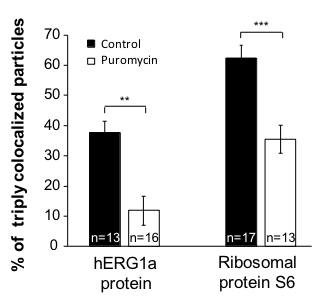 % of triply colocalized particles
70
60
50
40
30
20
10
0
Control
Puromycin
**
***
n=13
n=16
n=17
n=13
hERG1a
protein
Ribosomal
protein S6